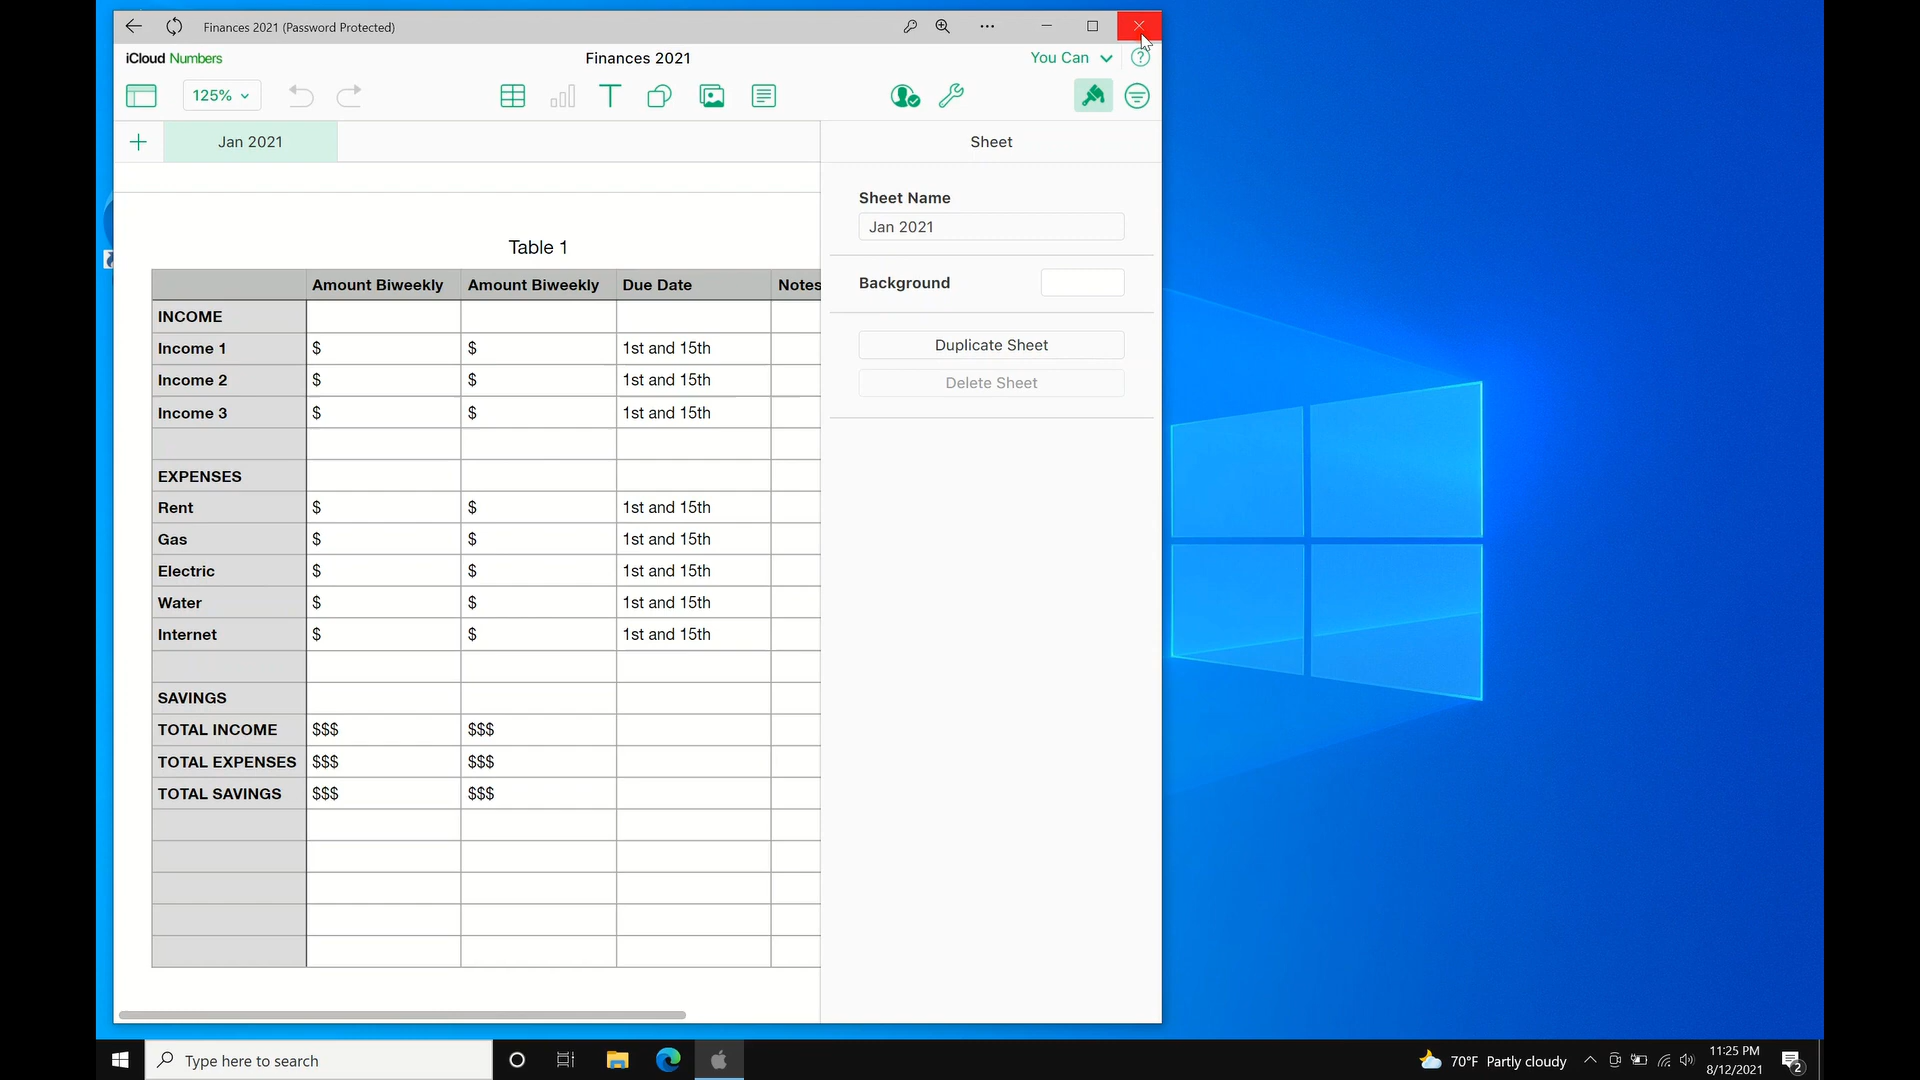 Finances 2021 (Password Protected)
iCloud Numbers
Finances 2021
You Can
125%
Jan 2021
Sheet
Sheet Name
Jan 2021
Background
Duplicate Sheet
Delete Sheet
Table 1
Amount Biweekly Amount Biweekly Due Date Notes
INCOME
Income 1 $ $ 1st and 15th
Income 2 $ $ 1st and 15th
Income 3 $ $ 1st and 15th
EXPENSES
Rent $ $ 1st and 15th
Gas $ $ 1st and 15th
Electric $ $ 1st and 15th
Water $ $ 1st and 15th
Internet $ $ 1st and 15th
SAVINGS
TOTAL INCOME $$$ $$$
TOTAL EXPENSES $$$ $$$
TOTAL SAVINGS $$$ $$$
Type here to search
70°F Partly cloudy
11:25 PM
8/12/2021
2